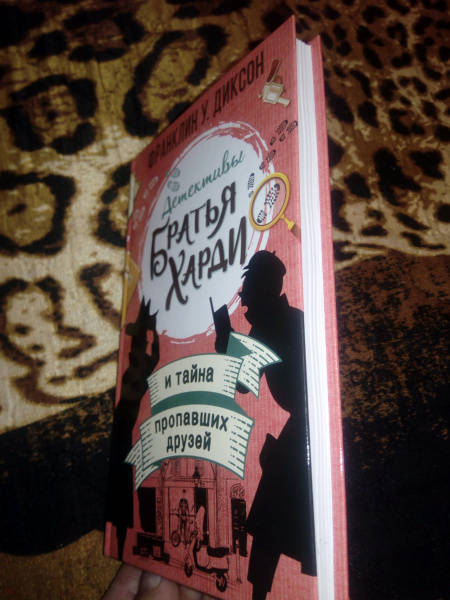 ФРАНКЛИН У. ДИКСОН
Детективы
БРАТЬЯ
ХАРДИ
и тайна
пропавших
друзей